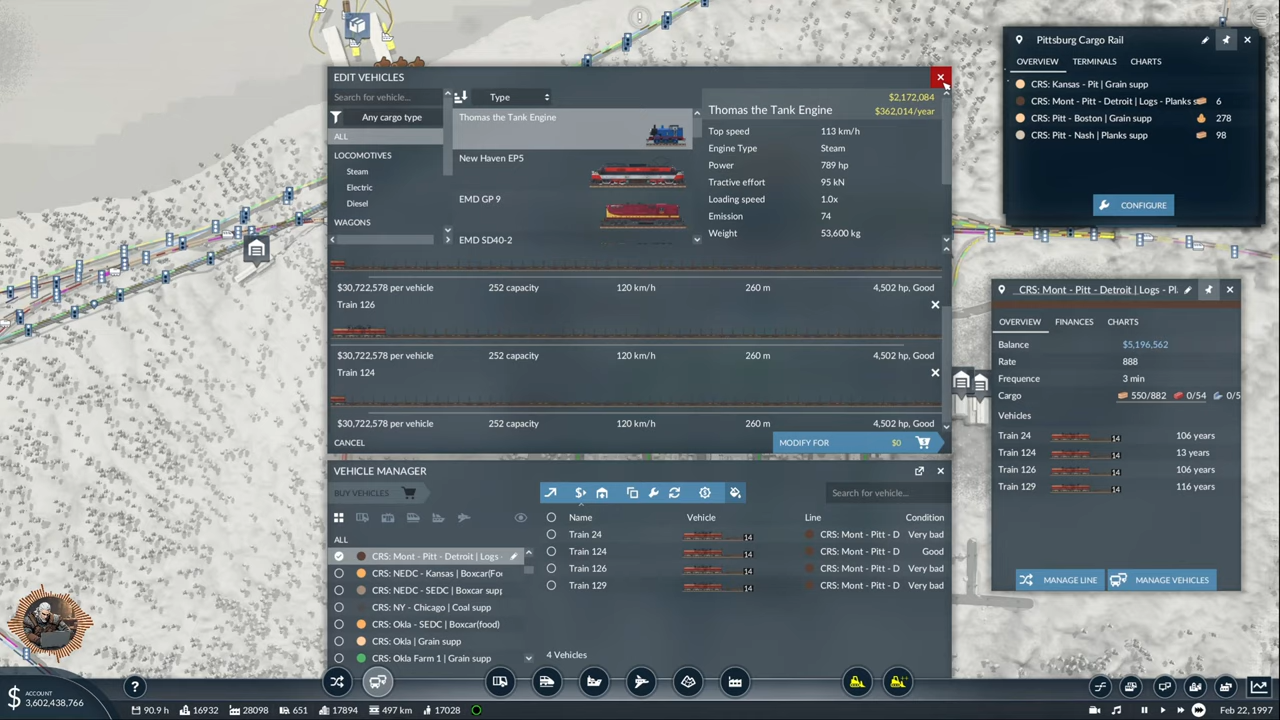 Pittsburg Cargo Rail
OVERVIEW TERMINALS CHARTS
CRS: Kansas - Pit | Grain supp
CRS: Mont - Pitt - Detroit | Logs - Planks s 6
CRS: Pitt - Boston | Grain supp 278
CRS: Pitt - Nash | Planks supp 98
CONFIGURE
EDIT VEHICLES
Search for vehicle... Type
Any cargo type
ALL
LOCOMOTIVES
Steam
Electric
Diesel
WAGONS
Thomas the Tank Engine
New Haven EP5
EMD GP 9
EMD SD40-2
$2,172,084
Thomas the Tank Engine $362,014/year
Top speed 113 km/h
Engine Type Steam
Power 789 hp
Tractive effort 95 kN
Loading speed 1.0x
Emission 74
Weight 53,600 kg
$30,722,578 per vehicle 252 capacity 120 km/h 260 m 4,502 hp, Good
Train 126
$30,722,578 per vehicle 252 capacity 120 km/h 260 m 4,502 hp, Good
Train 124
$30,722,578 per vehicle 252 capacity 120 km/h 260 m 4,502 hp, Good
CANCEL MODIFY FOR $0
CRS: Mont - Pitt - Detroit | Logs - Pl
OVERVIEW FINANCES CHARTS
Balance $5,196,562
Rate 888
Frequence 3 min
Cargo 550/882 0/54 0/5
Vehicles
Train 24 14 106 years
Train 124 14 13 years
Train 126 14 106 years
Train 129 14 116 years
MANAGE LINE MANAGE VEHICLES
VEHICLE MANAGER
BUY VEHICLES Search for vehicle...
ALL
CRS: Mont - Pitt - Detroit | Logs -
CRS: NEDC - Kansas | Boxcar(Fo
CRS: NEDC - SEDC | Boxcar supp
CRS: NY - Chicago | Coal supp
CRS: Okla - SEDC | Boxcar(food)
CRS: Okla | Grain supp
CRS: Okla Farm 1 | Grain supp
Name Vehicle Line Condition
Train 24 14 CRS: Mont - Pitt - D Very bad
Train 124 14 CRS: Mont - Pitt - D Good
Train 126 14 CRS: Mont - Pitt - D Very bad
Train 129 14 CRS: Mont - Pitt - D Very bad
4 Vehicles
$ ACCOUNT
3,602,438,766
?
90.9 h 16932 28098 651 17894 497 km 17028 Feb 22, 1997